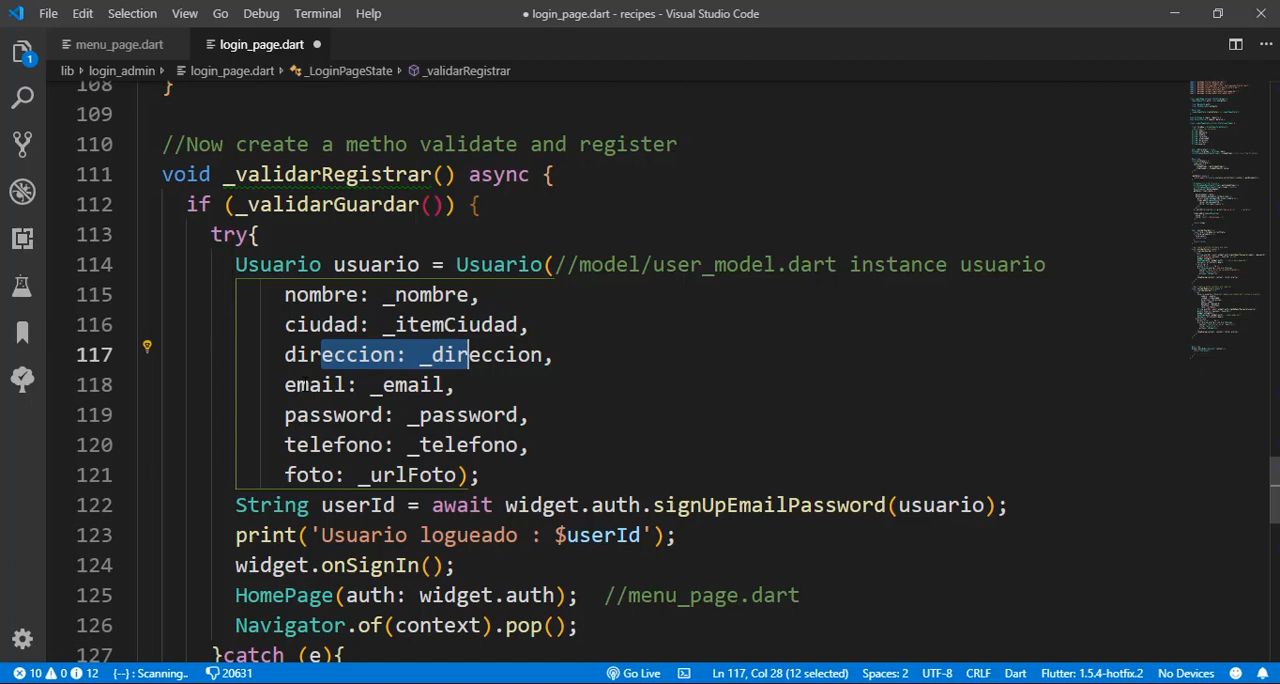 File Edit Selection View Go Debug Terminal Help ● login_page.dart - recipes - Visual Studio Code
menu_page.dart login_page.dart
lib › login_admin › login_page.dart › _LoginPageState › _validarRegistrar
1
108 }
109
110 //Now create a metho validate and register
111 void _validarRegistrar() async {
112 if (_validarGuardar()) {
113 try{
114 Usuario usuario = Usuario(//model/user_model.dart instance usuario
115 nombre: _nombre,
116 ciudad: _itemCiudad,
117 direccion: _direccion,
118 email: _email,
119 password: _password,
120 telefono: _telefono,
121 foto: _urlFoto);
122 String userId = await widget.auth.signUpEmailPassword(usuario);
123 print('Usuario logueado : $userId');
124 widget.onSignIn();
125 HomePage(auth: widget.auth); //menu_page.dart
126 Navigator.of(context).pop();
127 }catch (e){
10 0 12 {--} : Scanning.. 20631 Go Live Ln 117, Col 28 (12 selected) Spaces: 2 UTF-8 CRLF Dart Flutter: 1.5.4-hotfix.2 No Devices